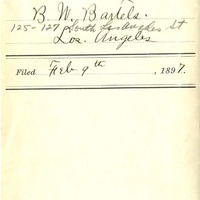 B. W. Bartels.
125-127 South Los Angeles St
Los Angeles
Filed Feb 9th, 1897.